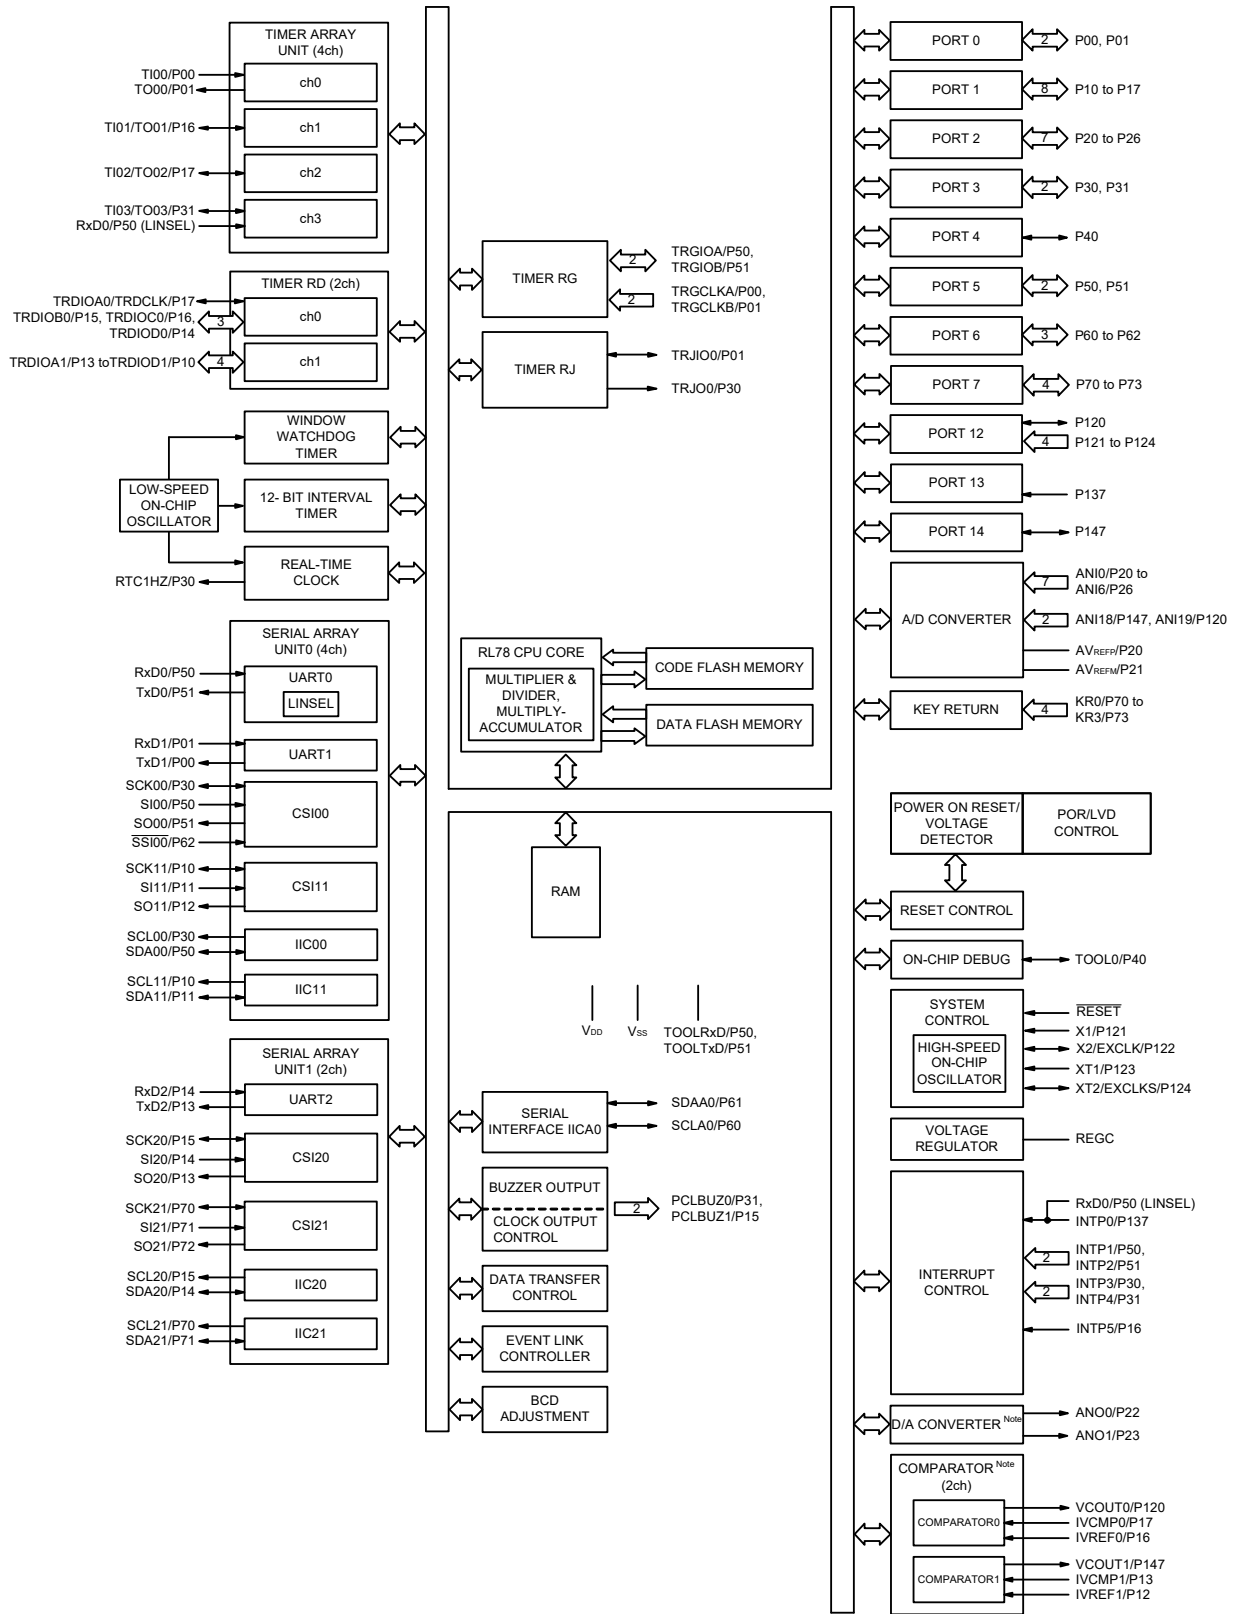 TIMER ARRAY
UNIT (4ch)
TI00/P00
TO00/P01
ch0
TI01/TO01/P16
ch1
TI02/TO02/P17
ch2
TI03/TO03/P31
RxD0/P50 (LINSEL)
ch3
TIMER RD (2ch)
TRDIOA0/TRDCLK/P17
TRDIOB0/P15, TRDIOC0/P16,
TRDIOD0/P14
3
ch0
TRDIOA1/P13 toTRDIOD1/P10
4
ch1
WINDOW
WATCHDOG
TIMER
LOW-SPEED
ON-CHIP
OSCILLATOR
12- BIT INTERVAL
TIMER
RTC1HZ/P30
REAL-TIME
CLOCK
SERIAL ARRAY
UNIT0 (4ch)
RxD0/P50
TxD0/P51
UART0
LINSEL
RxD1/P01
TxD1/P00
UART1
SCK00/P30
SI00/P50
SO00/P51
SSI00/P62
CSI00
SCK11/P10
SI11/P11
SO11/P12
CSI11
SCL00/P30
SDA00/P50
IIC00
SCL11/P10
SDA11/P11
IIC11
SERIAL ARRAY
UNIT1 (2ch)
RxD2/P14
TxD2/P13
UART2
SCK20/P15
SI20/P14
SO20/P13
CSI20
SCK21/P70
SI21/P71
SO21/P72
CSI21
SCL20/P15
SDA20/P14
IIC20
SCL21/P70
SDA21/P71
IIC21
TIMER RG
2
TRGIOA/P50,
TRGIOB/P51
2
TRGCLKA/P00,
TRGCLKB/P01
TIMER RJ
TRJIO0/P01
TRJO0/P30
RL78 CPU CORE
MULTIPLIER &
DIVIDER,
MULTIPLY-
ACCUMULATOR
CODE FLASH MEMORY
DATA FLASH MEMORY
RAM
VDD
VSS
TOOLRxD/P50,
TOOLTxD/P51
SERIAL
INTERFACE IICA0
SDAA0/P61
SCLA0/P60
BUZZER OUTPUT
CLOCK OUTPUT
CONTROL
2
PCLBUZ0/P31,
PCLBUZ1/P15
DATA TRANSFER
CONTROL
EVENT LINK
CONTROLLER
BCD
ADJUSTMENT
PORT 0
2
P00, P01
PORT 1
8
P10 to P17
PORT 2
7
P20 to P26
PORT 3
2
P30, P31
PORT 4
P40
PORT 5
2
P50, P51
PORT 6
3
P60 to P62
PORT 7
4
P70 to P73
PORT 12
P120
4
P121 to P124
PORT 13
P137
PORT 14
P147
A/D CONVERTER
7
ANI0/P20 to
ANI6/P26
2
ANI18/P147, ANI19/P120
AVREFP/P20
AVREFM/P21
KEY RETURN
4
KR0/P70 to
KR3/P73
POWER ON RESET/
VOLTAGE
DETECTOR
POR/LVD
CONTROL
RESET CONTROL
ON-CHIP DEBUG
TOOL0/P40
SYSTEM
CONTROL
HIGH-SPEED
ON-CHIP
OSCILLATOR
RESET
X1/P121
X2/EXCLK/P122
XT1/P123
XT2/EXCLKS/P124
VOLTAGE
REGULATOR
REGC
INTERRUPT
CONTROL
RxD0/P50 (LINSEL)
INTP0/P137
2
INTP1/P50,
INTP2/P51
2
INTP3/P30,
INTP4/P31
INTP5/P16
D/A CONVERTER Note
ANO0/P22
ANO1/P23
COMPARATOR Note
(2ch)
COMPARATOR0
VCOUT0/P120
IVCMP0/P17
IVREF0/P16
COMPARATOR1
VCOUT1/P147
IVCMP1/P13
IVREF1/P12